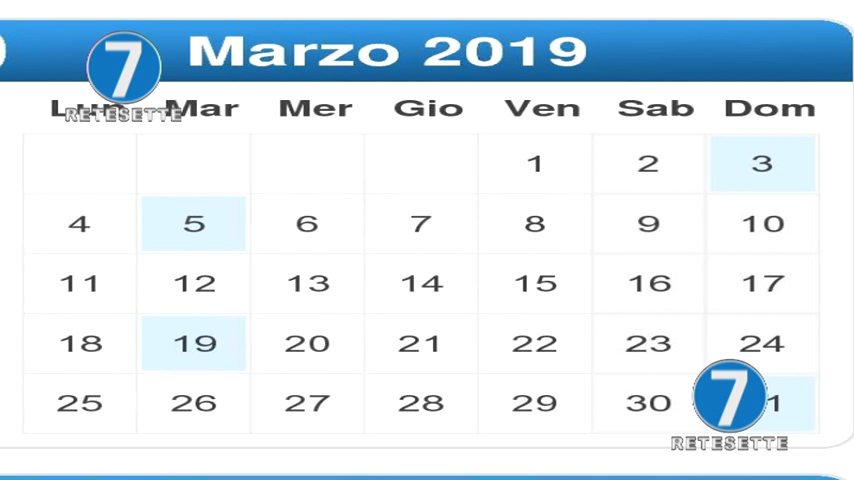 Marzo 2019
7
RETESETTE
Lun Mar Mer Gio Ven Sab Dom
1 2 3
4 5 6 7 8 9 10
11 12 13 14 15 16 17
18 19 20 21 22 23 24
25 26 27 28 29 30
7
RETESETTE